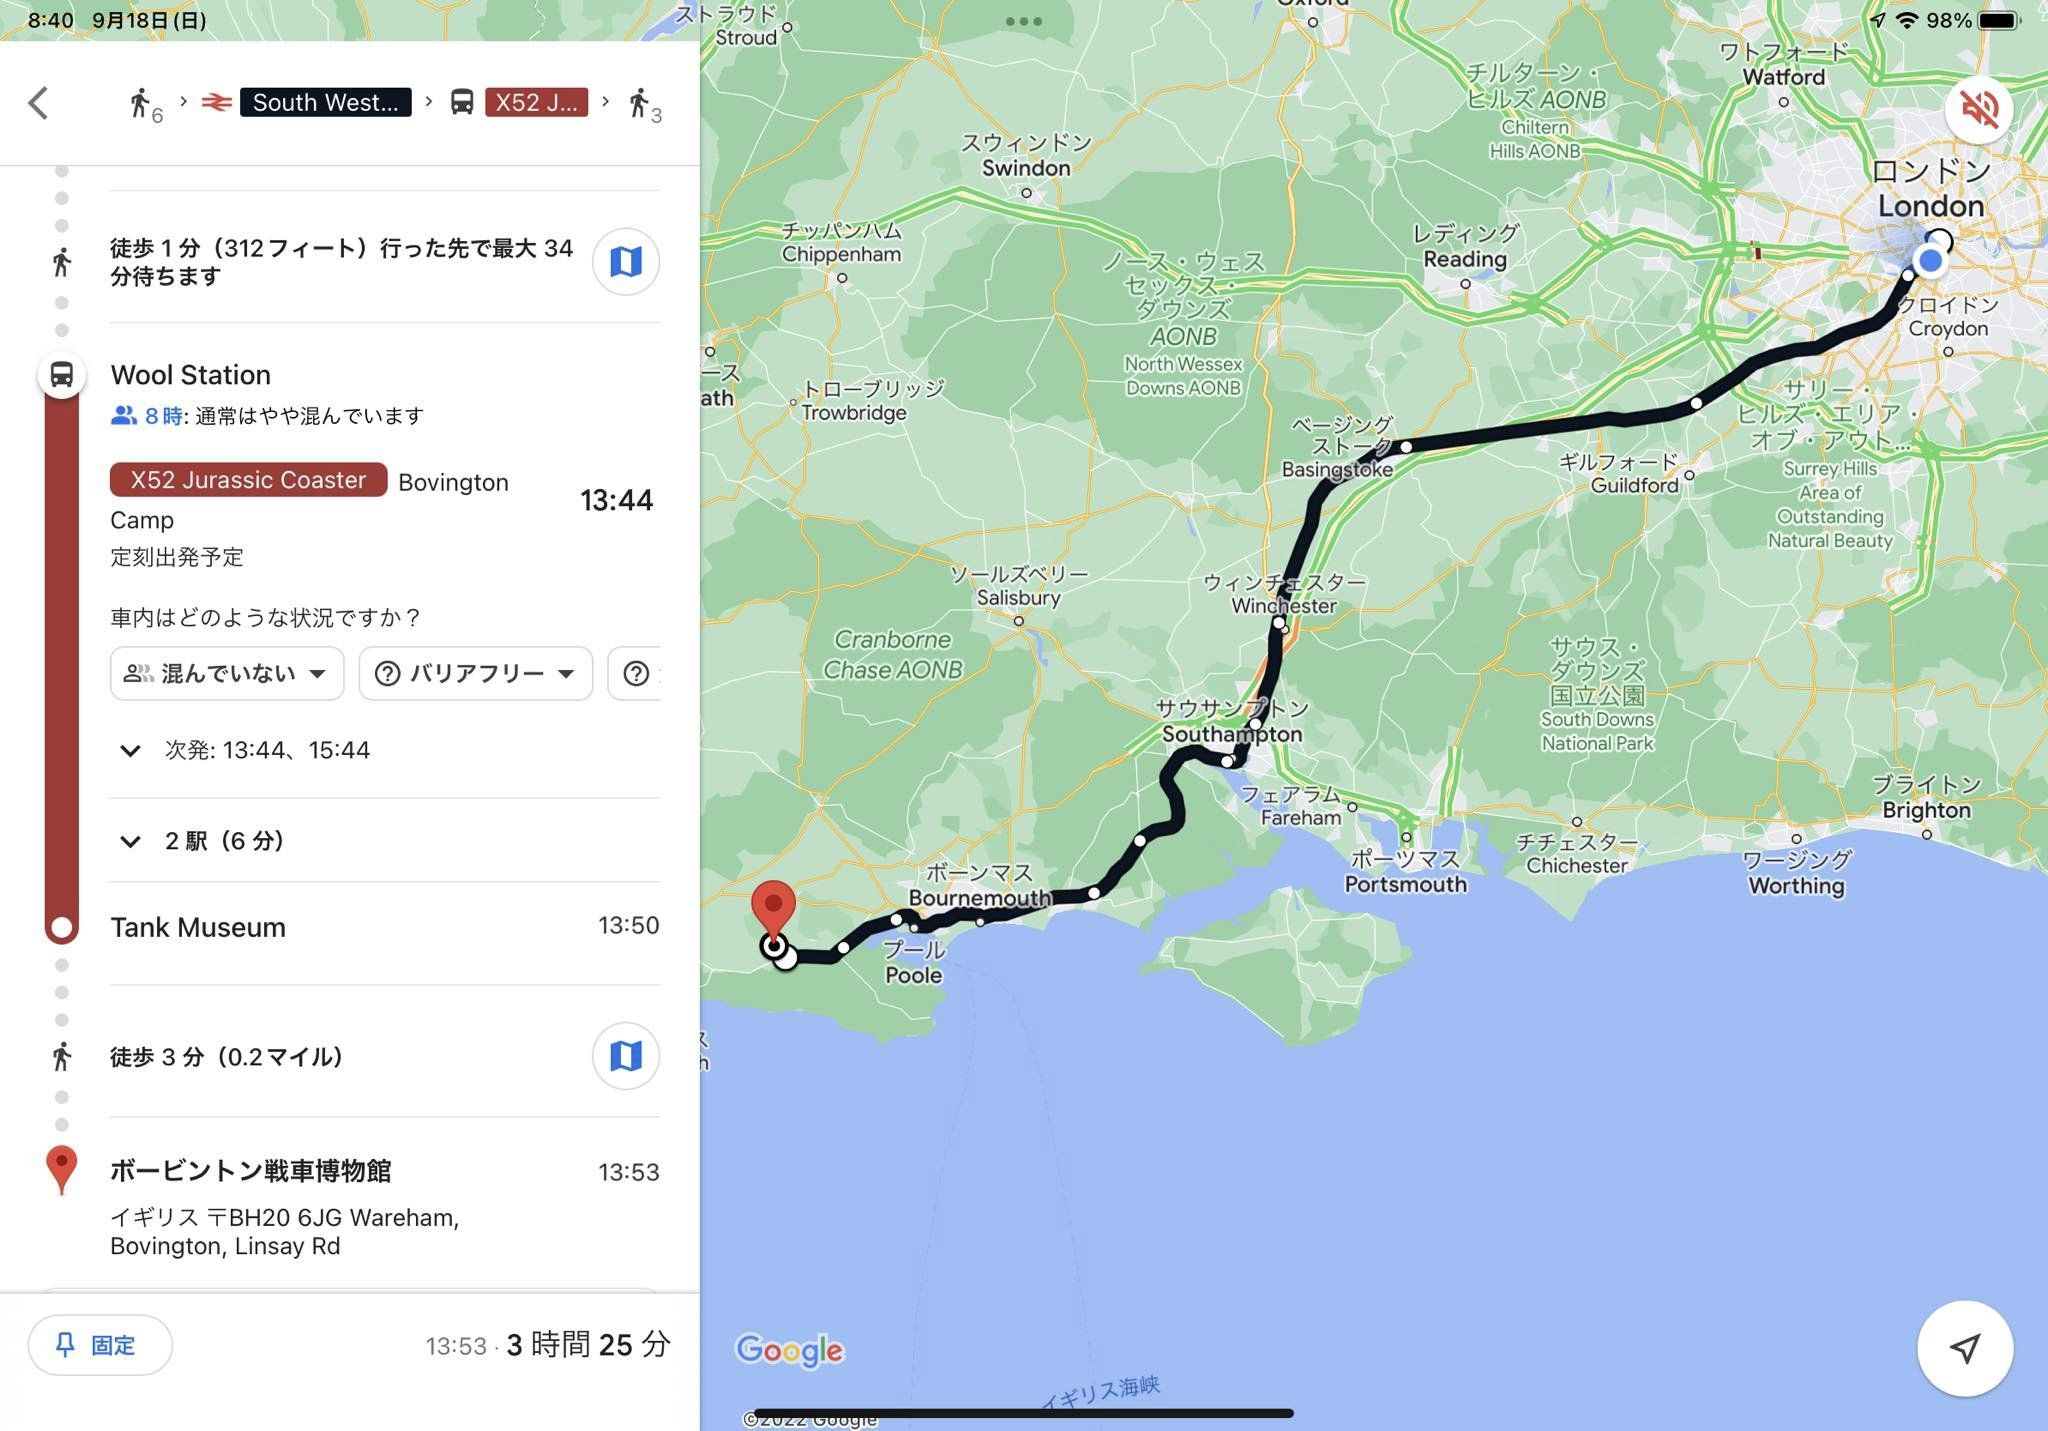 8:40 9月18日(日)
98%
6
South West...
X52 J...
3
徒歩 1 分（312フィート）行った先で最大 34
分待ちます
Wool Station
8 時: 通常はやや混んでいます
X52 Jurassic Coaster Bovington
Camp
13:44
定刻出発予定
車内はどのような状況ですか？
混んでいない
バリアフリー
次発: 13:44、15:44
2 駅（6 分）
Tank Museum 13:50
徒歩 3 分（0.2マイル）
ボービントン戦車博物館 13:53
イギリス 〒BH20 6JG Wareham,
Bovington, Linsay Rd
固定
13:53 · 3 時間 25 分
ストラウド
Stroud
Oxford
ワトフォード
Watford
チルターン・
ヒルズ AONB
Chiltern
Hills AONB
スウィンドン
Swindon
ロンドン
London
チッパンハム
Chippenham
レディング
Reading
ノース・ウェス
セックス・
ダウンズ
AONB
North Wessex
Downs AONB
クロイドン
Croydon
ース
ath
トローブリッジ
Trowbridge
サリー・
ヒルズ・エリア・
オブ・アウト...
Surrey Hills
Area of
Outstanding
Natural Beauty
ベージング
ストーク
Basingstoke
ギルフォード
Guildford
ソールズベリー
Salisbury
ウィンチェスター
Winchester
Cranborne
Chase AONB
サウス・
ダウンズ
国立公園
South Downs
National Park
サウサンプトン
Southampton
フェアラム
Fareham
ブライトン
Brighton
チチェスター
Chichester
ワージング
Worthing
ポーツマス
Portsmouth
ボーンマス
Bournemouth
プール
Poole
Google
イギリス海峡
©2022 Google